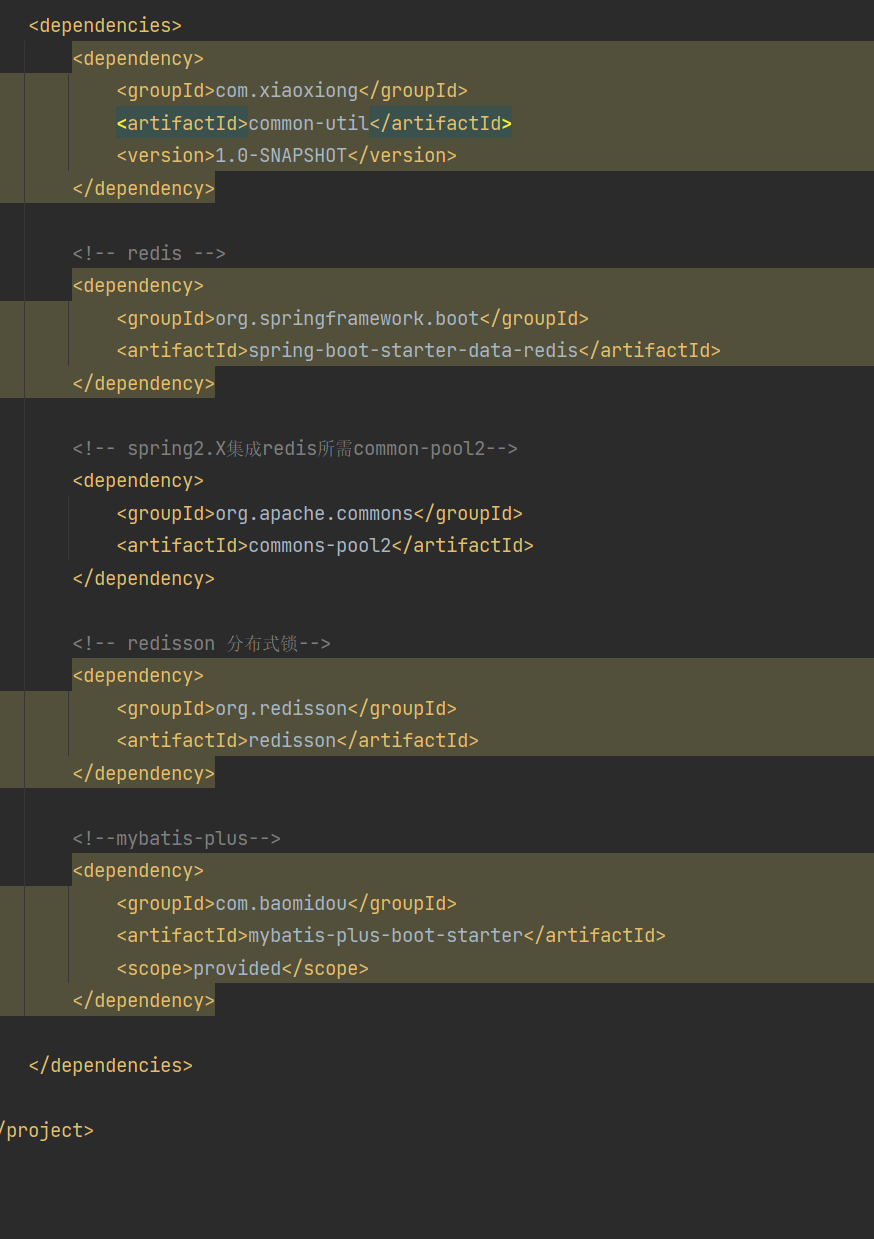 <dependencies>
<dependency>
<groupId>com.xiaoxiong</groupId>
<artifactId>common-util</artifactId>
<version>1.0-SNAPSHOT</version>
</dependency>
<!-- redis -->
<dependency>
<groupId>org.springframework.boot</groupId>
<artifactId>spring-boot-starter-data-redis</artifactId>
</dependency>
<!-- spring2.X集成redis所需common-pool2-->
<dependency>
<groupId>org.apache.commons</groupId>
<artifactId>commons-pool2</artifactId>
</dependency>
<!-- redisson 分布式锁-->
<dependency>
<groupId>org.redisson</groupId>
<artifactId>redisson</artifactId>
</dependency>
<!--mybatis-plus-->
<dependency>
<groupId>com.baomidou</groupId>
<artifactId>mybatis-plus-boot-starter</artifactId>
<scope>provided</scope>
</dependency>
</dependencies>
/project>